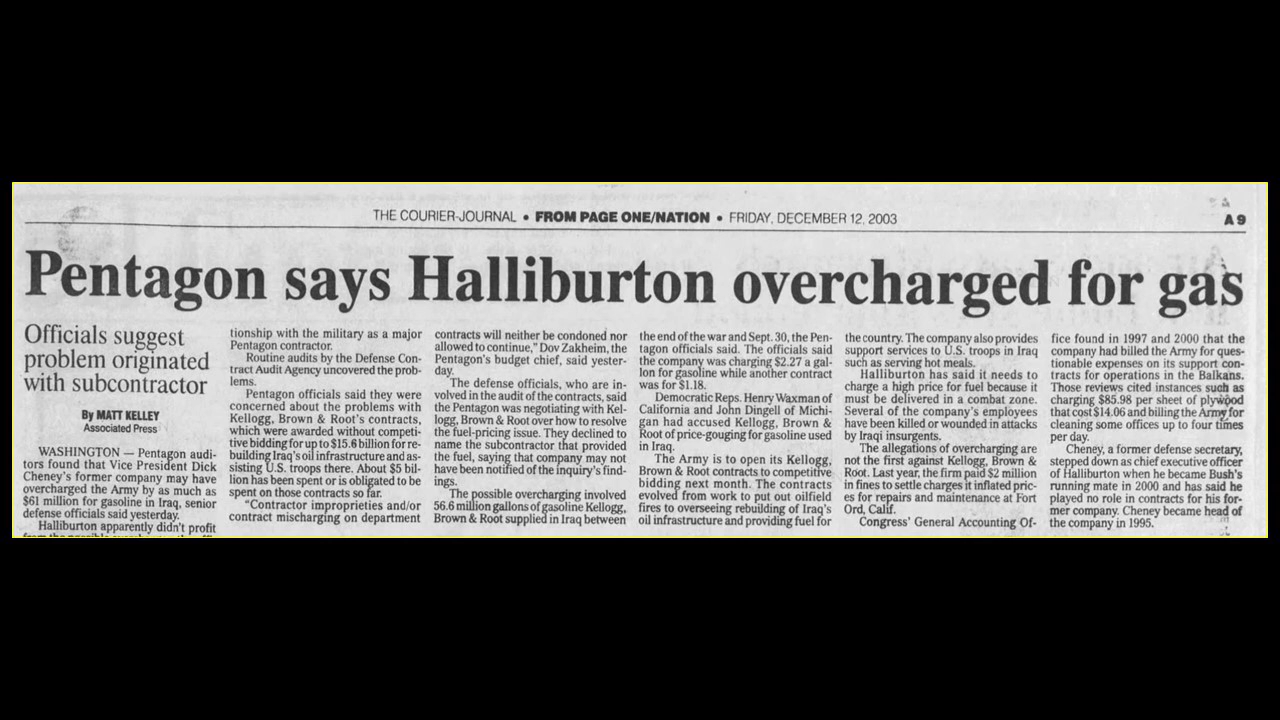 THE COURIER-JOURNAL • FROM PAGE ONE/NATION • FRIDAY, DECEMBER 12, 2003
A 9
Pentagon says Halliburton overcharged for gas
Officials suggest
problem originated
with subcontractor
By MATT KELLEY
Associated Press
WASHINGTON — Pentagon audi-
tors found that Vice President Dick
Cheney's former company may have
overcharged the Army by as much as
$61 million for gasoline in Iraq, senior
defense officials said yesterday.
Halliburton apparently didn't profit
from the possible
tionship with the military as a major
Pentagon contractor.
Routine audits by the Defense Con-
tract Audit Agency uncovered the prob-
lems.
Pentagon officials said they were
concerned about the problems with
Kellogg, Brown & Root's contracts,
which were awarded without competi-
tive bidding for up to $15.6 billion for re-
building Iraq's oil infrastructure and as-
sisting U.S. troops there. About $5 bil-
lion has been spent or is obligated to be
spent on those contracts so far.
"Contractor improprieties and/or
contract mischarging on department
contracts will neither be condoned nor
allowed to continue," Dov Zakheim, the
Pentagon's budget chief, said yester-
day.
The defense officials, who are in-
volved in the audit of the contracts, said
the Pentagon was negotiating with Kel-
logg, Brown & Root over how to resolve
the fuel-pricing issue. They declined to
name the subcontractor that provided
the fuel, saying that company may not
have been notified of the inquiry's find-
ings.
The possible overcharging involved
56.6 million gallons of gasoline Kellogg,
Brown & Root supplied in Iraq between
the end of the war and Sept. 30, the Pen-
tagon officials said. The officials said
the company was charging $2.27 a gal-
lon for gasoline while another contract
was for $1.18.
Democratic Reps. Henry Waxman of
California and John Dingell of Michi-
gan had accused Kellogg, Brown &
Root of price-gouging for gasoline used
in Iraq.
The Army is to open its Kellogg,
Brown & Root contracts to competitive
bidding next month. The contracts
evolved from work to put out oilfield
fires to overseeing rebuilding of Iraq's
oil infrastructure and providing fuel for
the country. The company also provides
support services to U.S. troops in Iraq
such as serving hot meals.
Halliburton has said it needs to
charge a high price for fuel because it
must be delivered in a combat zone.
Several of the company's employees
have been killed or wounded in attacks
by Iraqi insurgents.
The allegations of overcharging are
not the first against Kellogg, Brown &
Root. Last year, the firm paid $2 million
in fines to settle charges it inflated pric-
es for repairs and maintenance at Fort
Ord, Calif.
Congress' General Accounting Of-
fice found in 1997 and 2000 that the
company had billed the Army for ques-
tionable expenses on its support con-
tracts for operations in the Balkans.
Those reviews cited instances such as
charging $85.98 per sheet of plywood
that cost $14.06 and billing the Army for
cleaning some offices up to four times
per day.
Cheney, a former defense secretary,
stepped down as chief executive officer
of Halliburton when he became Bush's
running mate in 2000 and has said he
played no role in contracts for his for-
mer company. Cheney became head of
the company in 1995.